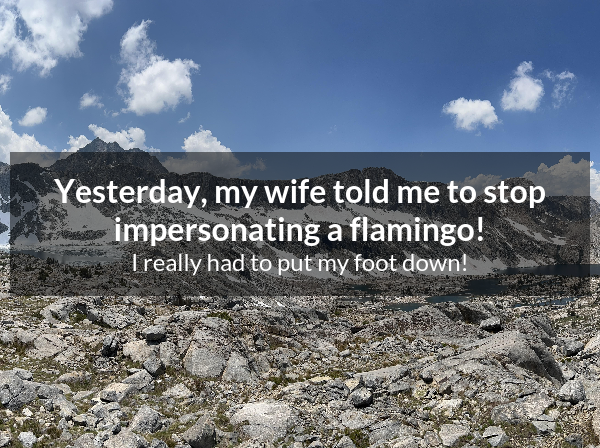 Yesterday, my wife told me to stop
impersonating a flamingo!
I really had to put my foot down!